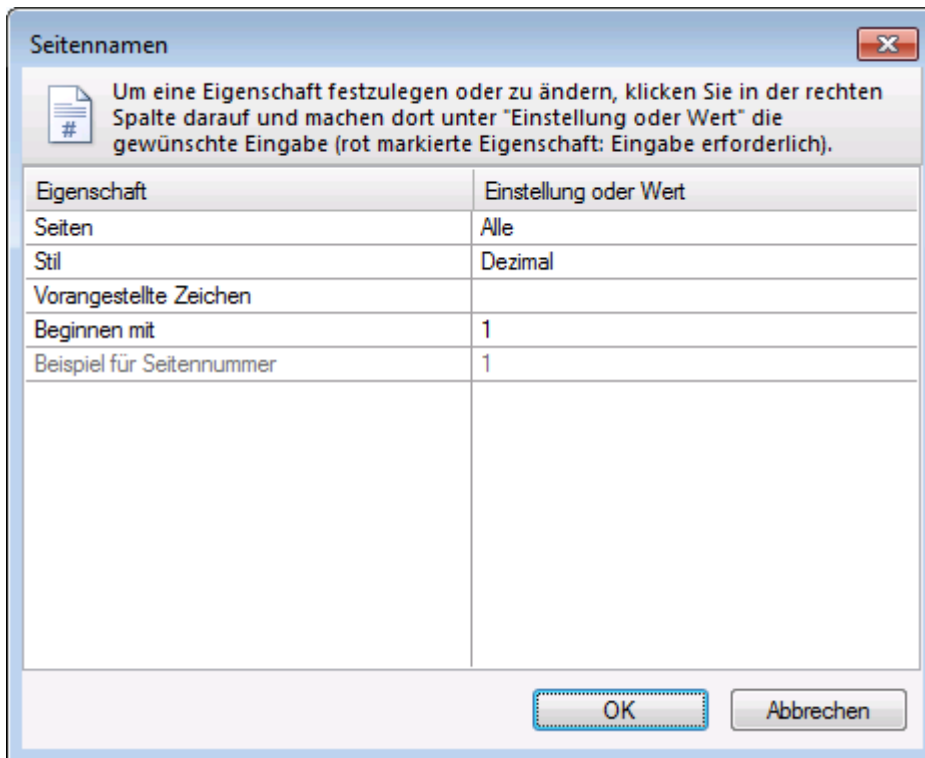 Seitennamen
Um eine Eigenschaft festzulegen oder zu ändern, klicken Sie in der rechten
Spalte darauf und machen dort unter "Einstellung oder Wert" die
gewünschte Eingabe (rot markierte Eigenschaft: Eingabe erforderlich).
#
Eigenschaft Einstellung oder Wert
Seiten Alle
Stil Dezimal
Vorangestellte Zeichen
Beginnen mit 1
Beispiel für Seitennummer 1
OK Abbrechen